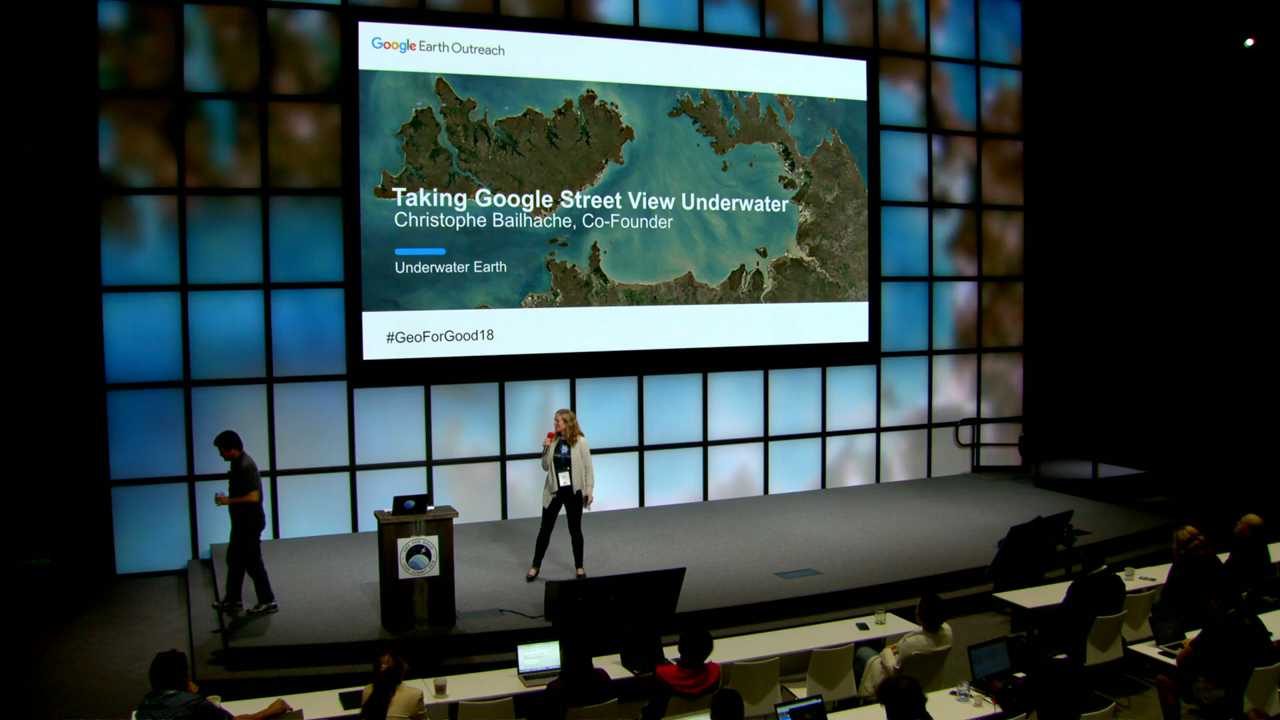 Google Earth Outreach
Taking Google Street View Underwater
Christophe Bailhache, Co-Founder
Underwater Earth
#GeoForGood18